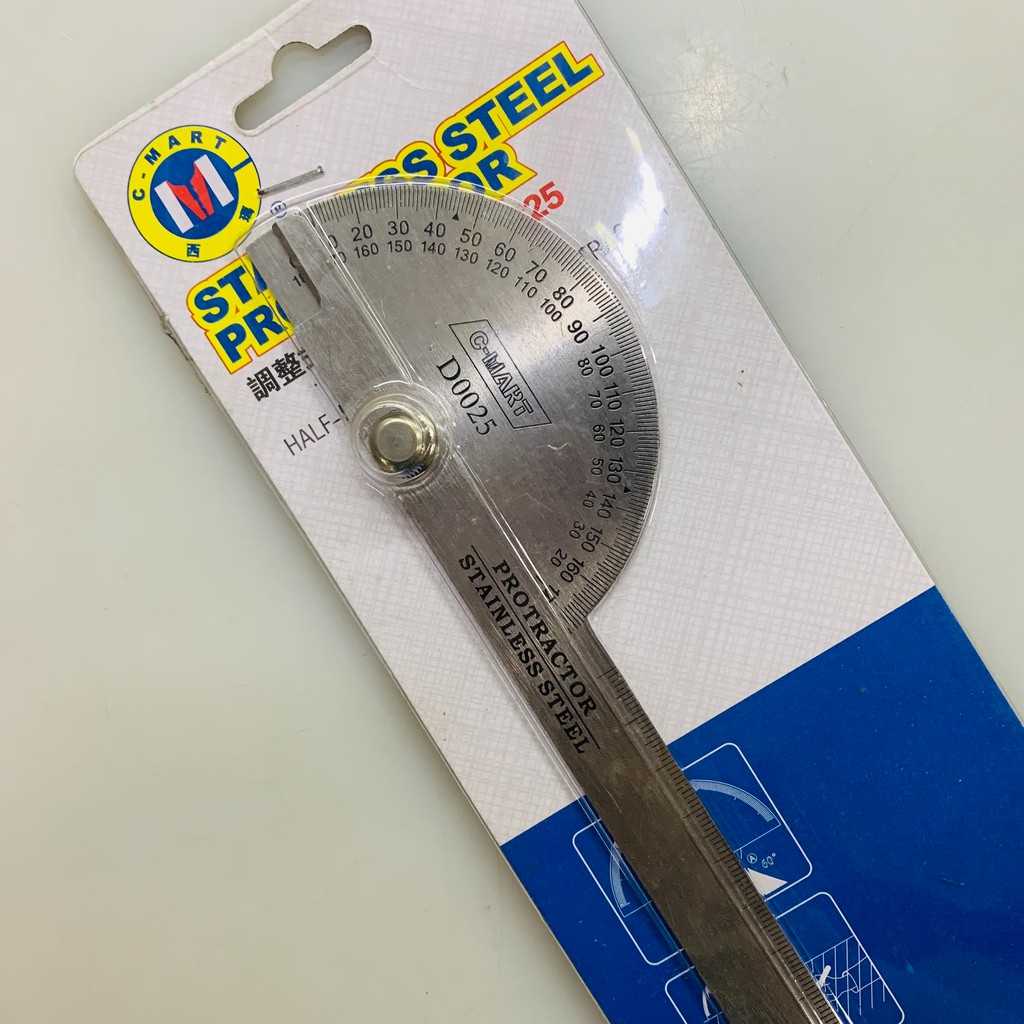 C-MART
西 瑪
®
STEEL
25
調整
HALF-
20 30 40 50 60 70 80 90 100 110 120 130 140 150 160
160 150 140 130 120 110 100 80 70 60 50 40 30 20
C-MART
D0025
PROTRACTOR
STAINLESS STEEL
A 60°